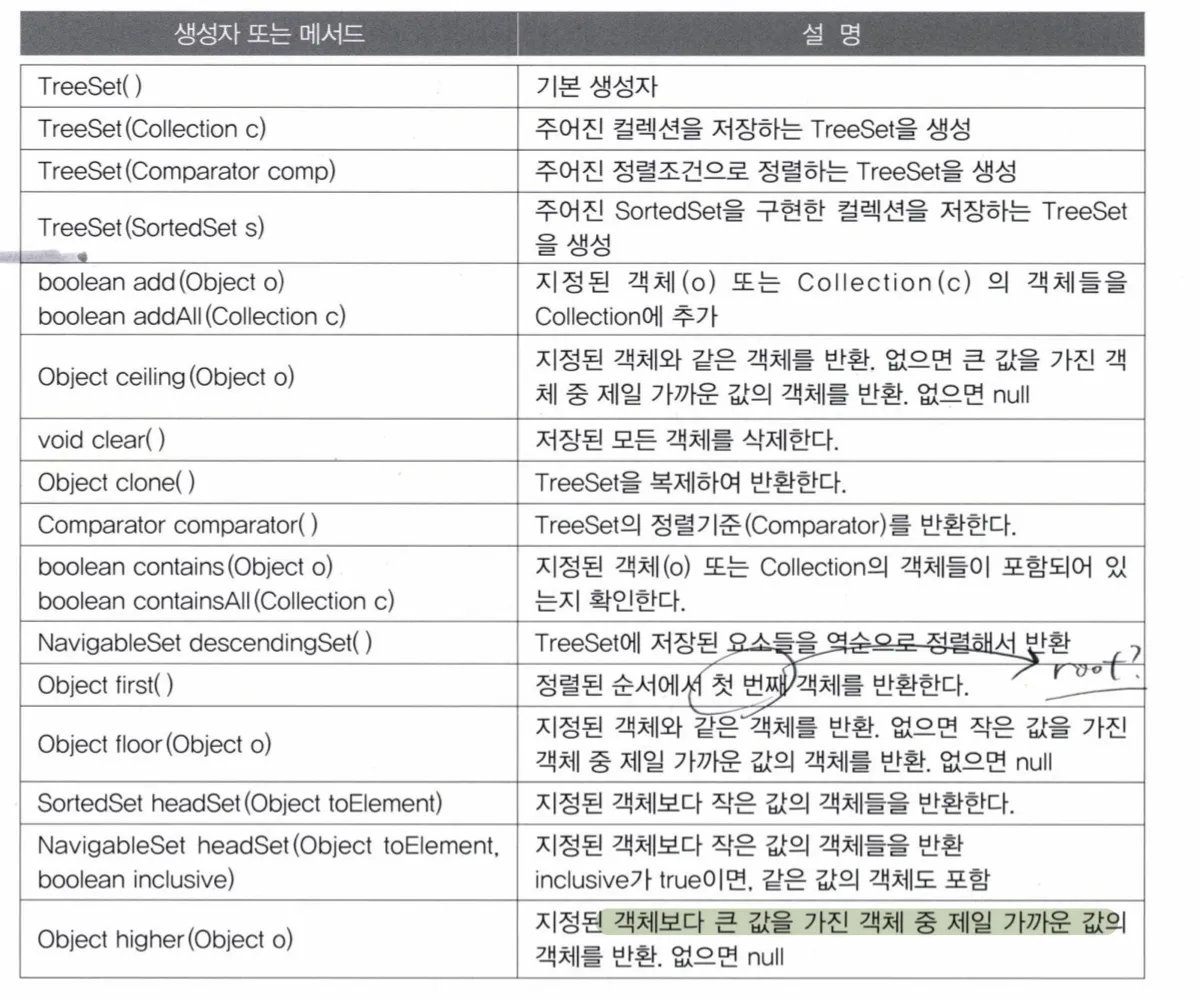 생성자 또는 메서드 설 명
TreeSet( ) 기본 생성자
TreeSet(Collection c) 주어진 컬렉션을 저장하는 TreeSet을 생성
TreeSet(Comparator comp) 주어진 정렬조건으로 정렬하는 TreeSet을 생성
TreeSet(SortedSet s) 주어진 SortedSet을 구현한 컬렉션을 저장하는 TreeSet
을 생성
boolean add(Object o) 지정된 객체(o) 또는 Collection(c) 의 객체들을
boolean addAll(Collection c) Collection에 추가
Object ceiling(Object o) 지정된 객체와 같은 객체를 반환. 없으면 큰 값을 가진 객
체 중 제일 가까운 값의 객체를 반환. 없으면 null
void clear( ) 저장된 모든 객체를 삭제한다.
Object clone( ) TreeSet을 복제하여 반환한다.
Comparator comparator( ) TreeSet의 정렬기준(Comparator)를 반환한다.
boolean contains(Object o) 지정된 객체(o) 또는 Collection의 객체들이 포함되어 있
boolean containsAll(Collection c) 는지 확인한다.
NavigableSet descendingSet( ) TreeSet에 저장된 요소들을 역순으로 정렬해서 반환
root?
Object first( ) 정렬된 순서에서 첫 번째 객체를 반환한다.
Object floor(Object o) 지정된 객체와 같은 객체를 반환. 없으면 작은 값을 가진
객체 중 제일 가까운 값의 객체를 반환. 없으면 null
SortedSet headSet(Object toElement) 지정된 객체보다 작은 값의 객체들을 반환한다.
NavigableSet headSet(Object toElement, 지정된 객체보다 작은 값의 객체들을 반환
boolean inclusive) inclusive가 true이면, 같은 값의 객체도 포함
Object higher(Object o) 지정된 객체보다 큰 값을 가진 객체 중 제일 가까운 값의
객체를 반환. 없으면 null